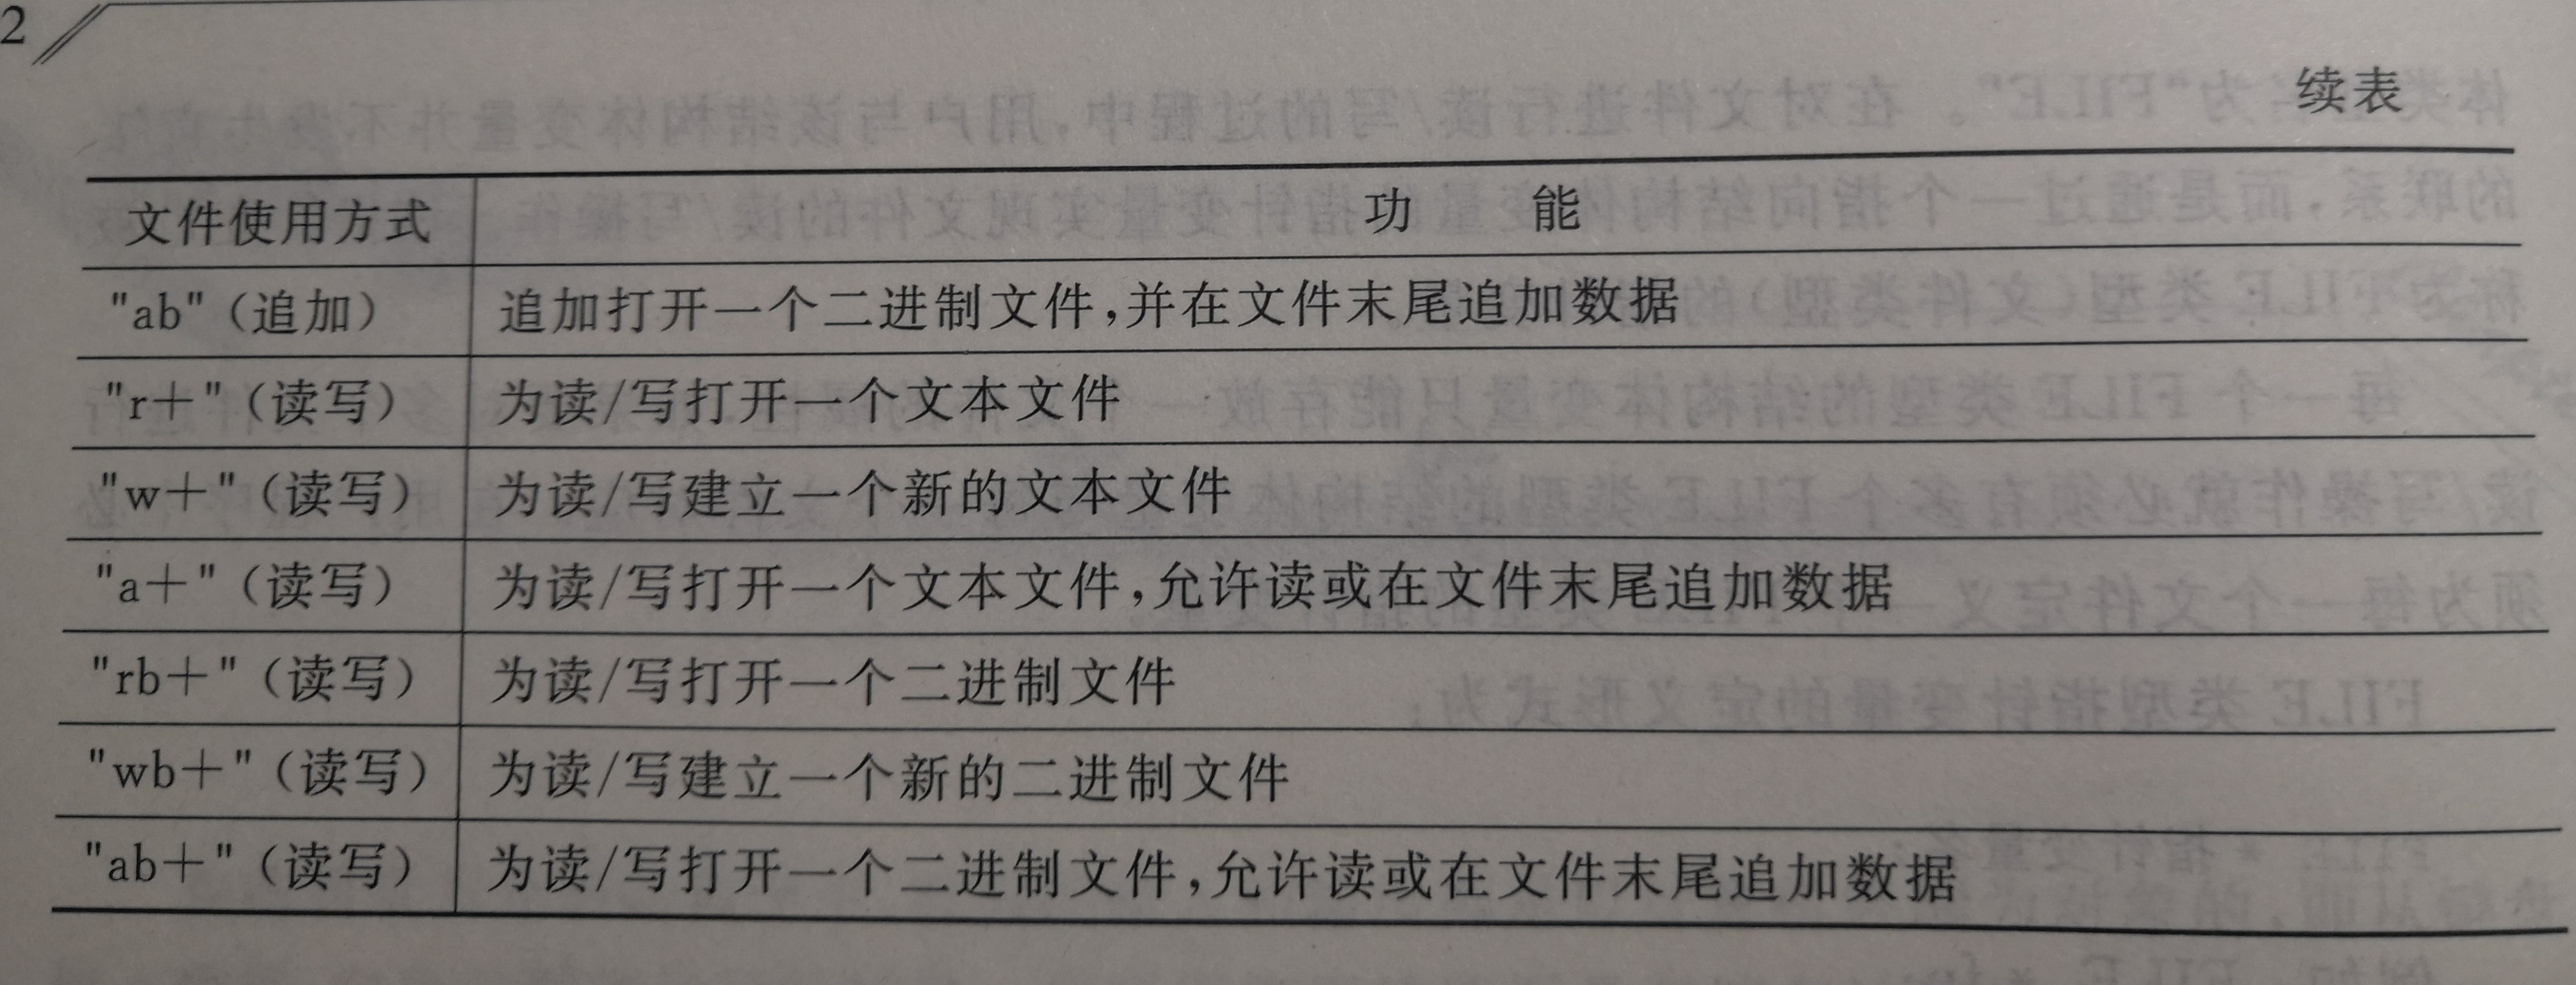 2
续表
文件使用方式 功 能
"ab"（追加） 追加打开一个二进制文件，并在文件末尾追加数据
"r+"（读写） 为读/写打开一个文本文件
"w+"（读写） 为读/写建立一个新的文本文件
"a+"（读写） 为读/写打开一个文本文件，允许读或在文件末尾追加数据
"rb+"（读写） 为读/写打开一个二进制文件
"wb+"（读写） 为读/写建立一个新的二进制文件
"ab+"（读写） 为读/写打开一个二进制文件，允许读或在文件末尾追加数据